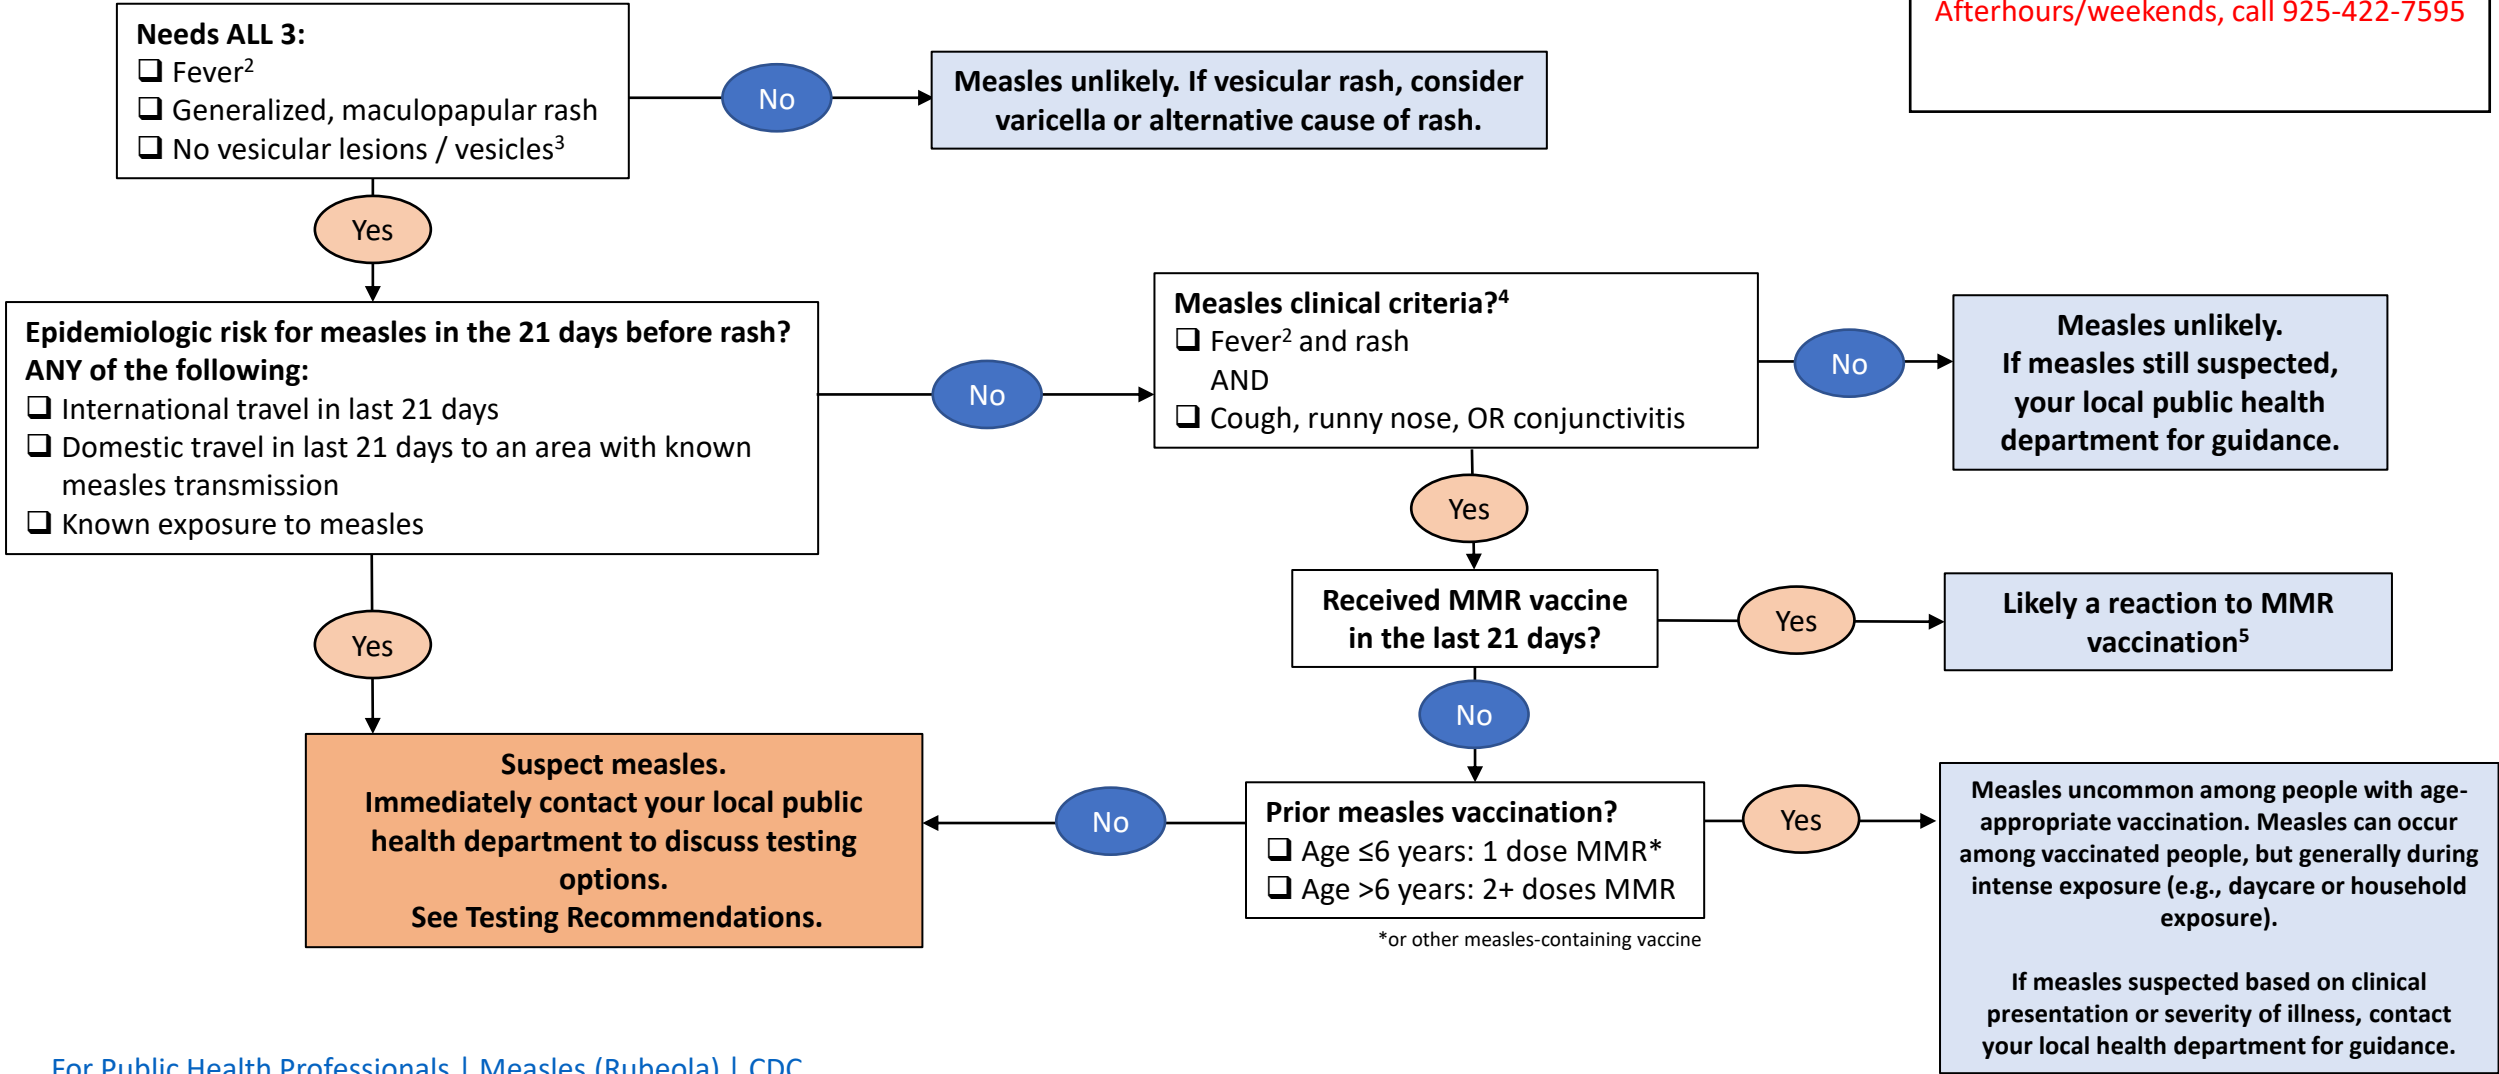 Afterhours/weekends, call 925-422-7595
Needs ALL 3:
❑ Fever²
❑ Generalized, maculopapular rash
❑ No vesicular lesions / vesicles³
No
Measles unlikely. If vesicular rash, consider
varicella or alternative cause of rash.
Yes
Epidemiologic risk for measles in the 21 days before rash?
ANY of the following:
❑ International travel in last 21 days
❑ Domestic travel in last 21 days to an area with known
measles transmission
❑ Known exposure to measles
No
Measles clinical criteria?⁴
❑ Fever² and rash
AND
❑ Cough, runny nose, OR conjunctivitis
No
Measles unlikely.
If measles still suspected,
your local public health
department for guidance.
Yes
Received MMR vaccine
in the last 21 days?
Yes
Likely a reaction to MMR
vaccination⁵
Yes
No
Suspect measles.
Immediately contact your local public
health department to discuss testing
options.
See Testing Recommendations.
No
Prior measles vaccination?
❑ Age ≤6 years: 1 dose MMR*
❑ Age >6 years: 2+ doses MMR
*or other measles-containing vaccine
Yes
Measles uncommon among people with age-
appropriate vaccination. Measles can occur
among vaccinated people, but generally during
intense exposure (e.g., daycare or household
exposure).
If measles suspected based on clinical
presentation or severity of illness, contact
your local health department for guidance.
For Public Health Professionals | Measles (Rubeola) | CDC